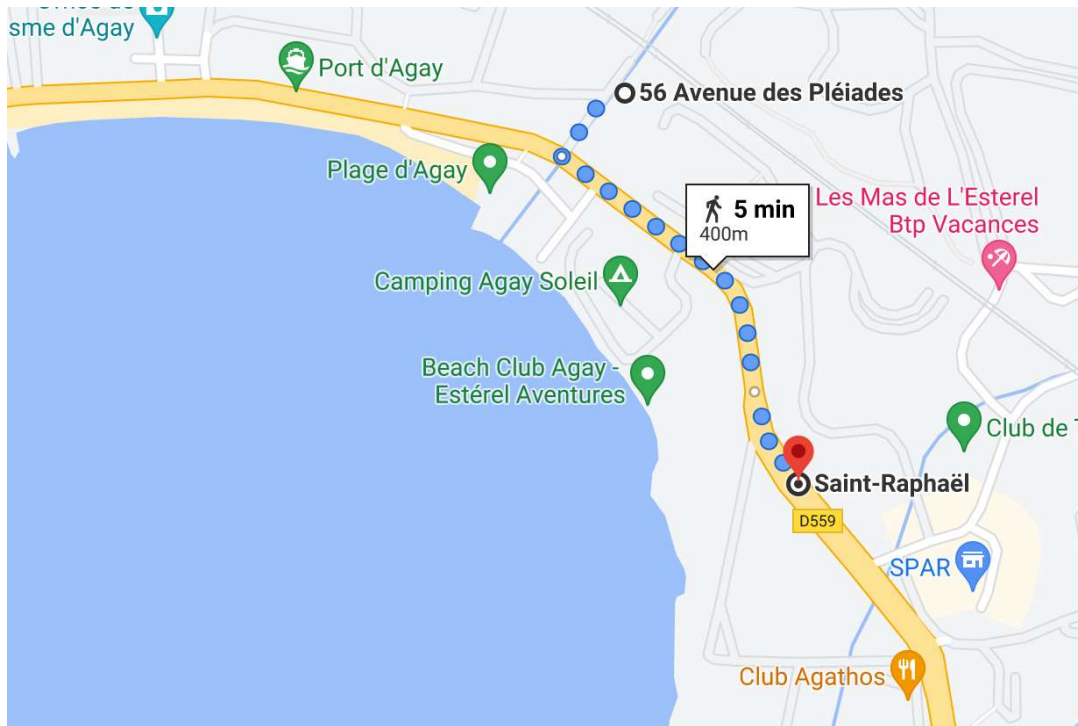 sme d'Agay
Port d'Agay
56 Avenue des Pléiades
Plage d'Agay
5 min
400m
Les Mas de L'Esterel
Btp Vacances
Camping Agay Soleil
Beach Club Agay -
Estérel Aventures
Club de
Saint-Raphaël
D559
SPAR
Club Agathos